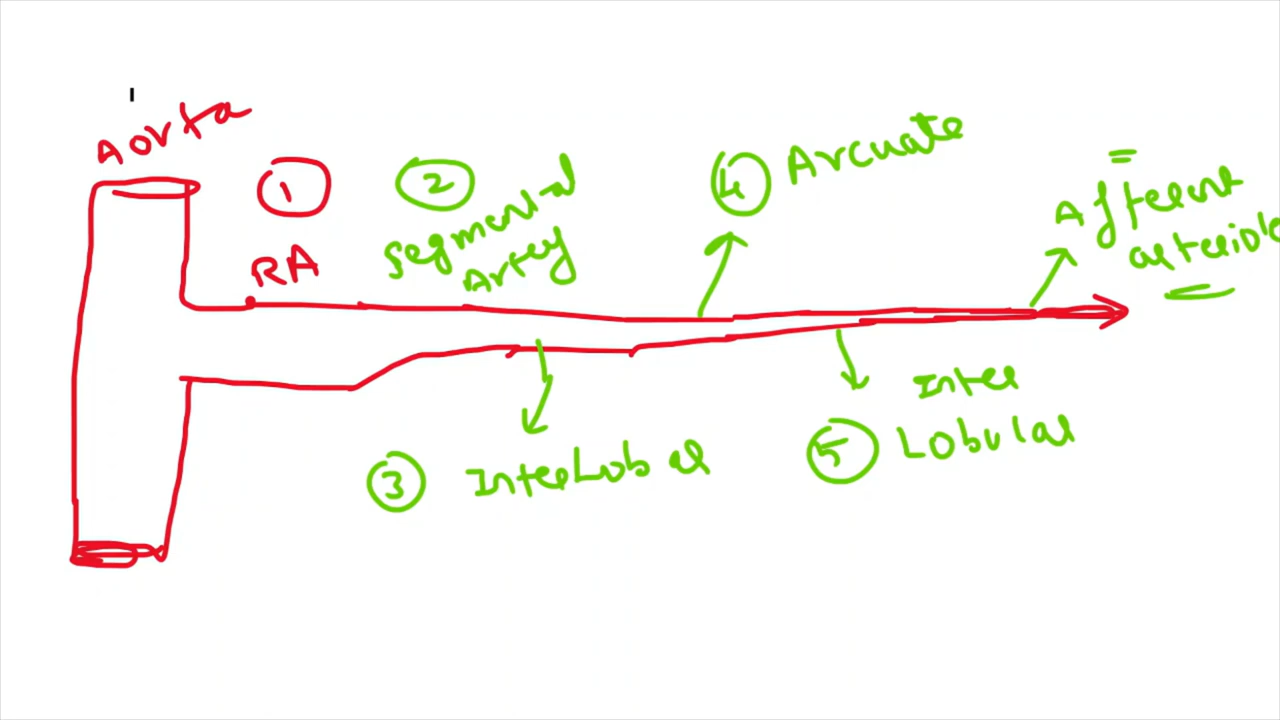 Aorta
1
RA
2
Segmental
Artery
3
InterLobar
4
Arcuate
5
Inter
Lobular
Afferent
arteriole